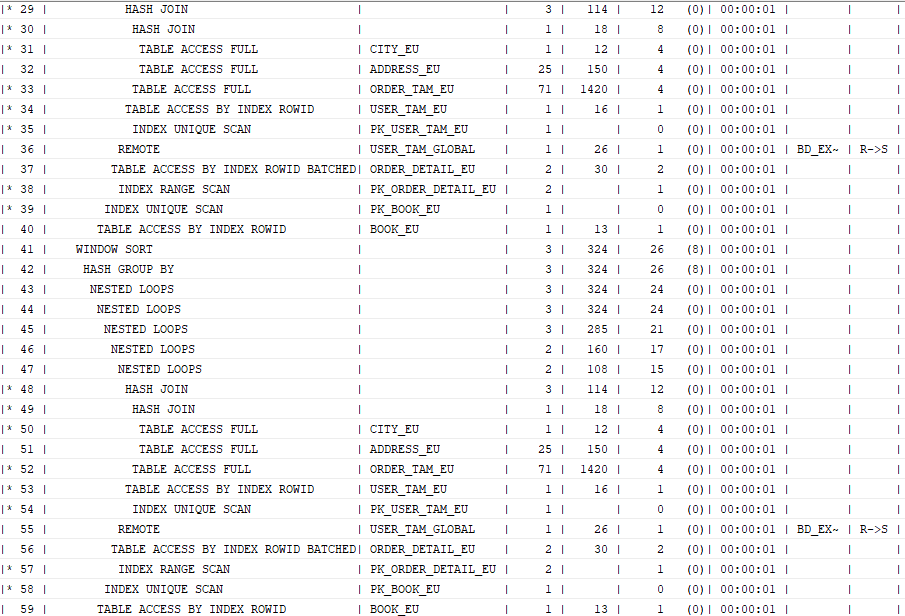 |* 29 | HASH JOIN | | 3 | 114 | 12 (0)| 00:00:01 | | |
|* 30 | HASH JOIN | | 1 | 18 | 8 (0)| 00:00:01 | | |
|* 31 | TABLE ACCESS FULL | CITY_EU | 1 | 12 | 4 (0)| 00:00:01 | | |
| 32 | TABLE ACCESS FULL | ADDRESS_EU | 25 | 150 | 4 (0)| 00:00:01 | | |
|* 33 | TABLE ACCESS FULL | ORDER_TAM_EU | 71 | 1420 | 4 (0)| 00:00:01 | | |
|* 34 | TABLE ACCESS BY INDEX ROWID | USER_TAM_EU | 1 | 16 | 1 (0)| 00:00:01 | | |
|* 35 | INDEX UNIQUE SCAN | PK_USER_TAM_EU | 1 | | 0 (0)| 00:00:01 | | |
| 36 | REMOTE | USER_TAM_GLOBAL | 1 | 26 | 1 (0)| 00:00:01 | BD_EX~ | R->S |
| 37 | TABLE ACCESS BY INDEX ROWID BATCHED| ORDER_DETAIL_EU | 2 | 30 | 2 (0)| 00:00:01 | | |
|* 38 | INDEX RANGE SCAN | PK_ORDER_DETAIL_EU | 2 | | 1 (0)| 00:00:01 | | |
|* 39 | INDEX UNIQUE SCAN | PK_BOOK_EU | 1 | | 0 (0)| 00:00:01 | | |
| 40 | TABLE ACCESS BY INDEX ROWID | BOOK_EU | 1 | 13 | 1 (0)| 00:00:01 | | |
| 41 | WINDOW SORT | | 3 | 324 | 26 (8)| 00:00:01 | | |
| 42 | HASH GROUP BY | | 3 | 324 | 26 (8)| 00:00:01 | | |
| 43 | NESTED LOOPS | | 3 | 324 | 24 (0)| 00:00:01 | | |
| 44 | NESTED LOOPS | | 3 | 324 | 24 (0)| 00:00:01 | | |
| 45 | NESTED LOOPS | | 3 | 285 | 21 (0)| 00:00:01 | | |
| 46 | NESTED LOOPS | | 2 | 160 | 17 (0)| 00:00:01 | | |
| 47 | NESTED LOOPS | | 2 | 108 | 15 (0)| 00:00:01 | | |
|* 48 | HASH JOIN | | 3 | 114 | 12 (0)| 00:00:01 | | |
|* 49 | HASH JOIN | | 1 | 18 | 8 (0)| 00:00:01 | | |
|* 50 | TABLE ACCESS FULL | CITY_EU | 1 | 12 | 4 (0)| 00:00:01 | | |
| 51 | TABLE ACCESS FULL | ADDRESS_EU | 25 | 150 | 4 (0)| 00:00:01 | | |
|* 52 | TABLE ACCESS FULL | ORDER_TAM_EU | 71 | 1420 | 4 (0)| 00:00:01 | | |
|* 53 | TABLE ACCESS BY INDEX ROWID | USER_TAM_EU | 1 | 16 | 1 (0)| 00:00:01 | | |
|* 54 | INDEX UNIQUE SCAN | PK_USER_TAM_EU | 1 | | 0 (0)| 00:00:01 | | |
| 55 | REMOTE | USER_TAM_GLOBAL | 1 | 26 | 1 (0)| 00:00:01 | BD_EX~ | R->S |
| 56 | TABLE ACCESS BY INDEX ROWID BATCHED| ORDER_DETAIL_EU | 2 | 30 | 2 (0)| 00:00:01 | | |
|* 57 | INDEX RANGE SCAN | PK_ORDER_DETAIL_EU | 2 | | 1 (0)| 00:00:01 | | |
|* 58 | INDEX UNIQUE SCAN | PK_BOOK_EU | 1 | | 0 (0)| 00:00:01 | | |
| 59 | TABLE ACCESS BY INDEX ROWID | BOOK_EU | 1 | 13 | 1 (0)| 00:00:01 | | |